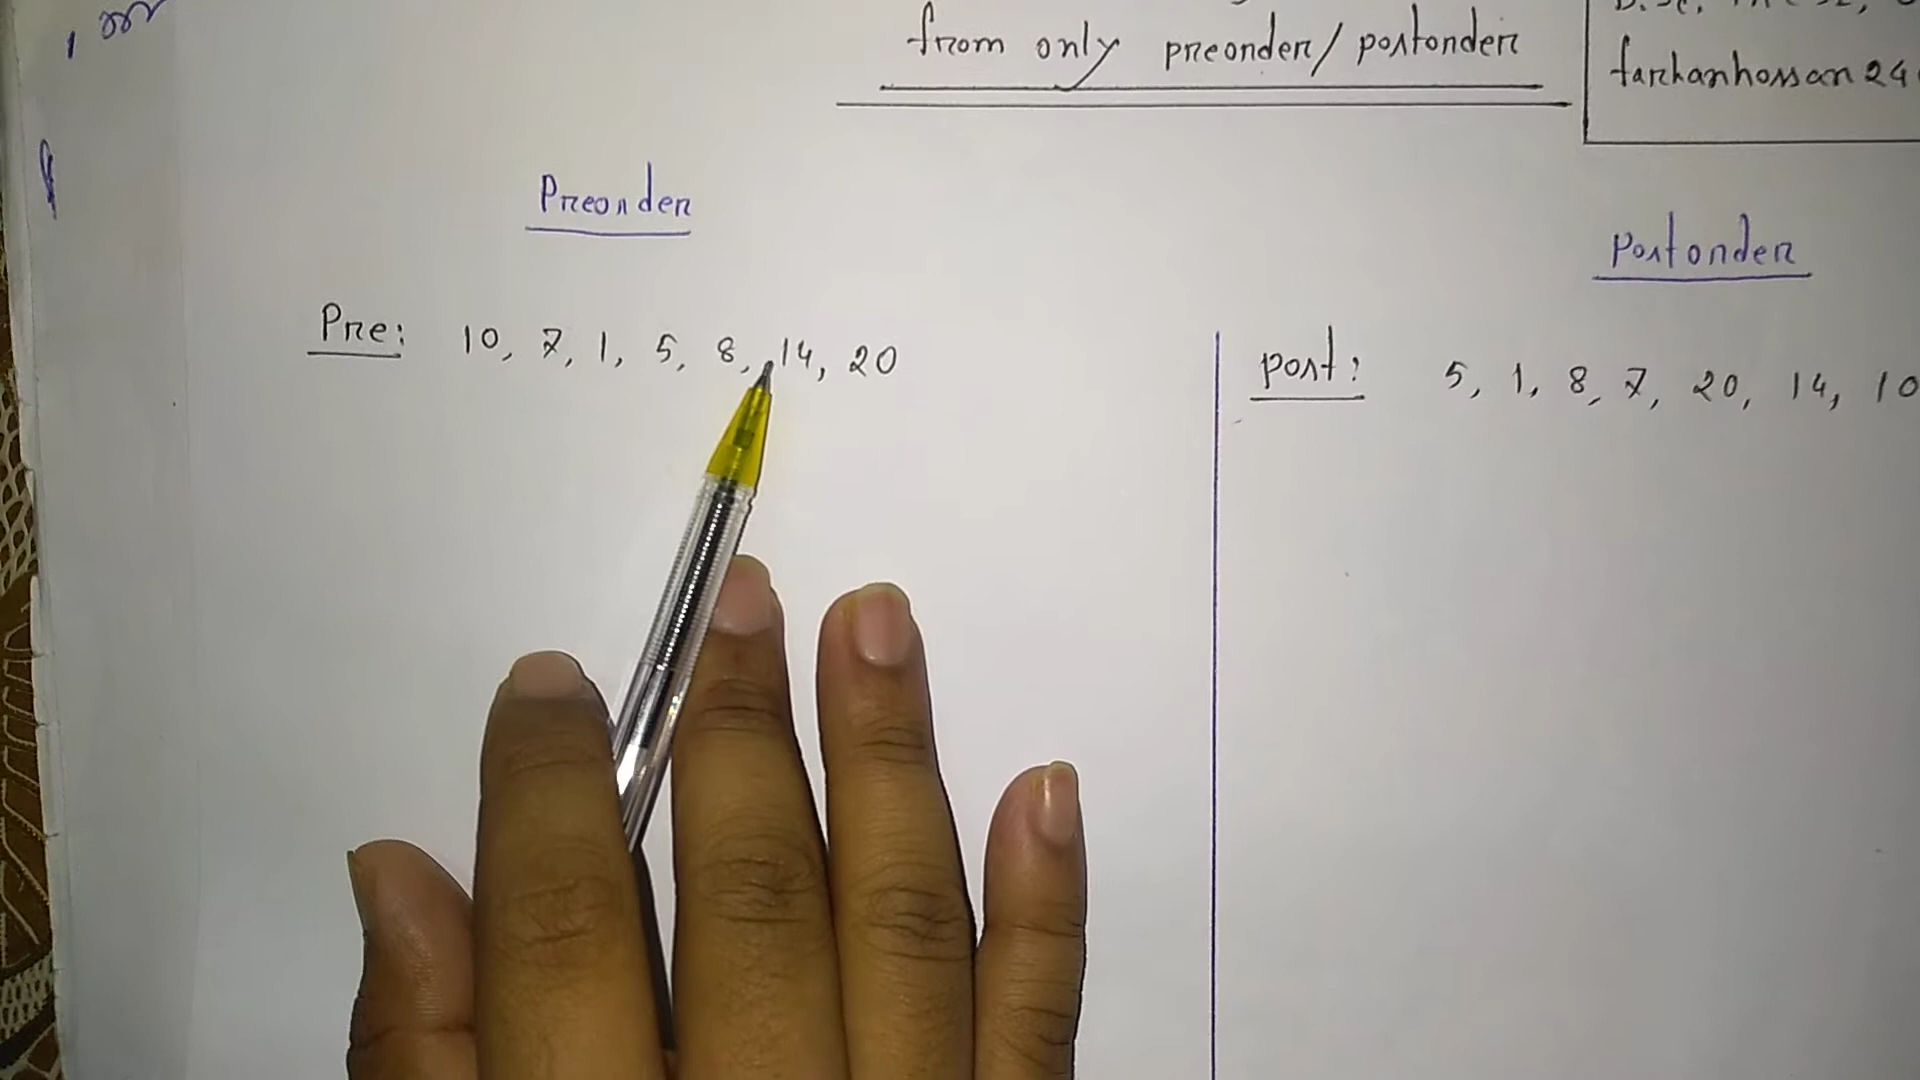 from only preorder/postorder
farhanhossan24
Preorder
Postorder
Pre: 10, 7, 1, 5, 8, 14, 20
post: 5, 1, 8, 7, 20, 14, 10